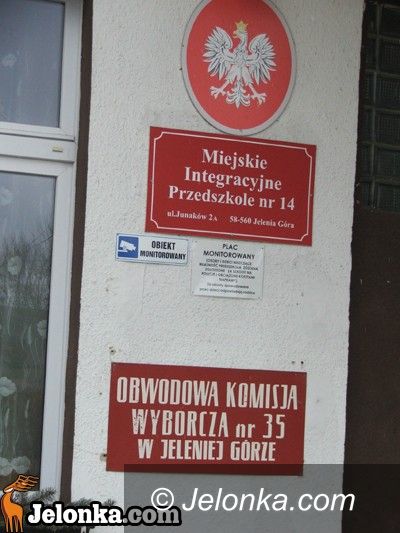 Miejskie
Integracyjne
Przedszkole nr 14
ul.Junaków 2A 58-560 Jelenia Góra
OBIEKT
MONITOROWANY
PLAC
MONITOROWANY
OBWODOWA KOMISJA
WYBORCZA nr 35
W JELENIEJ GÓRZE
© Jelonka.com
Jelonka.com